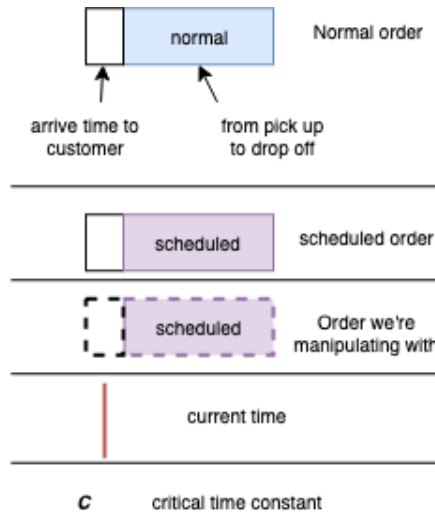 normal
Normal order
arrive time to
customer
from pick up
to drop off
scheduled
scheduled order
scheduled
Order we're
manipulating with
current time
C critical time constant